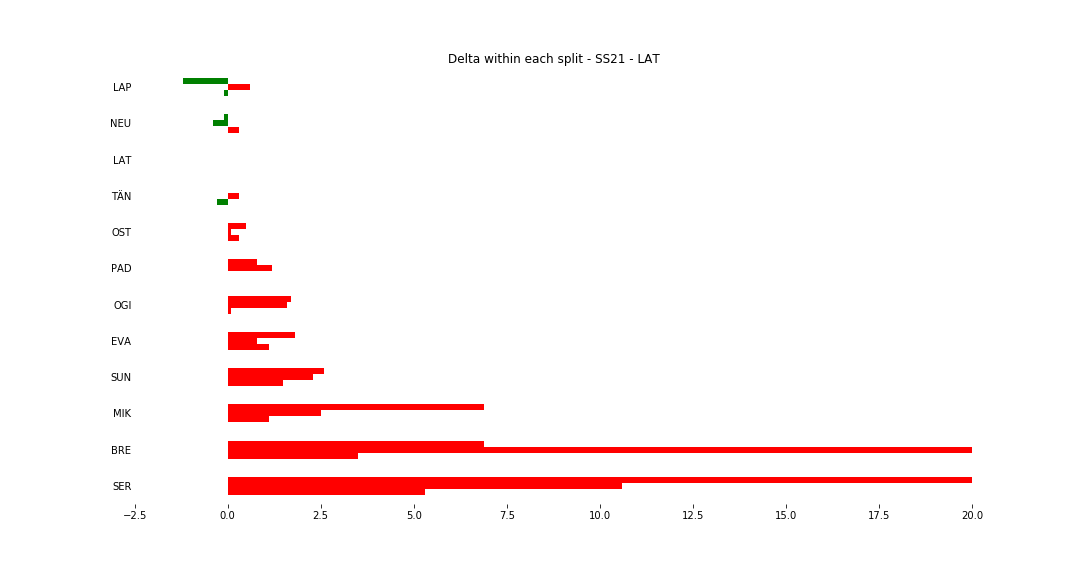 Delta within each split - SS21 - LAT
LAP
NEU
LAT
TÄN
OST
PAD
OGI
EVA
SUN
MIK
BRE
SER
−2.5 0.0 2.5 5.0 7.5 10.0 12.5 15.0 17.5 20.0